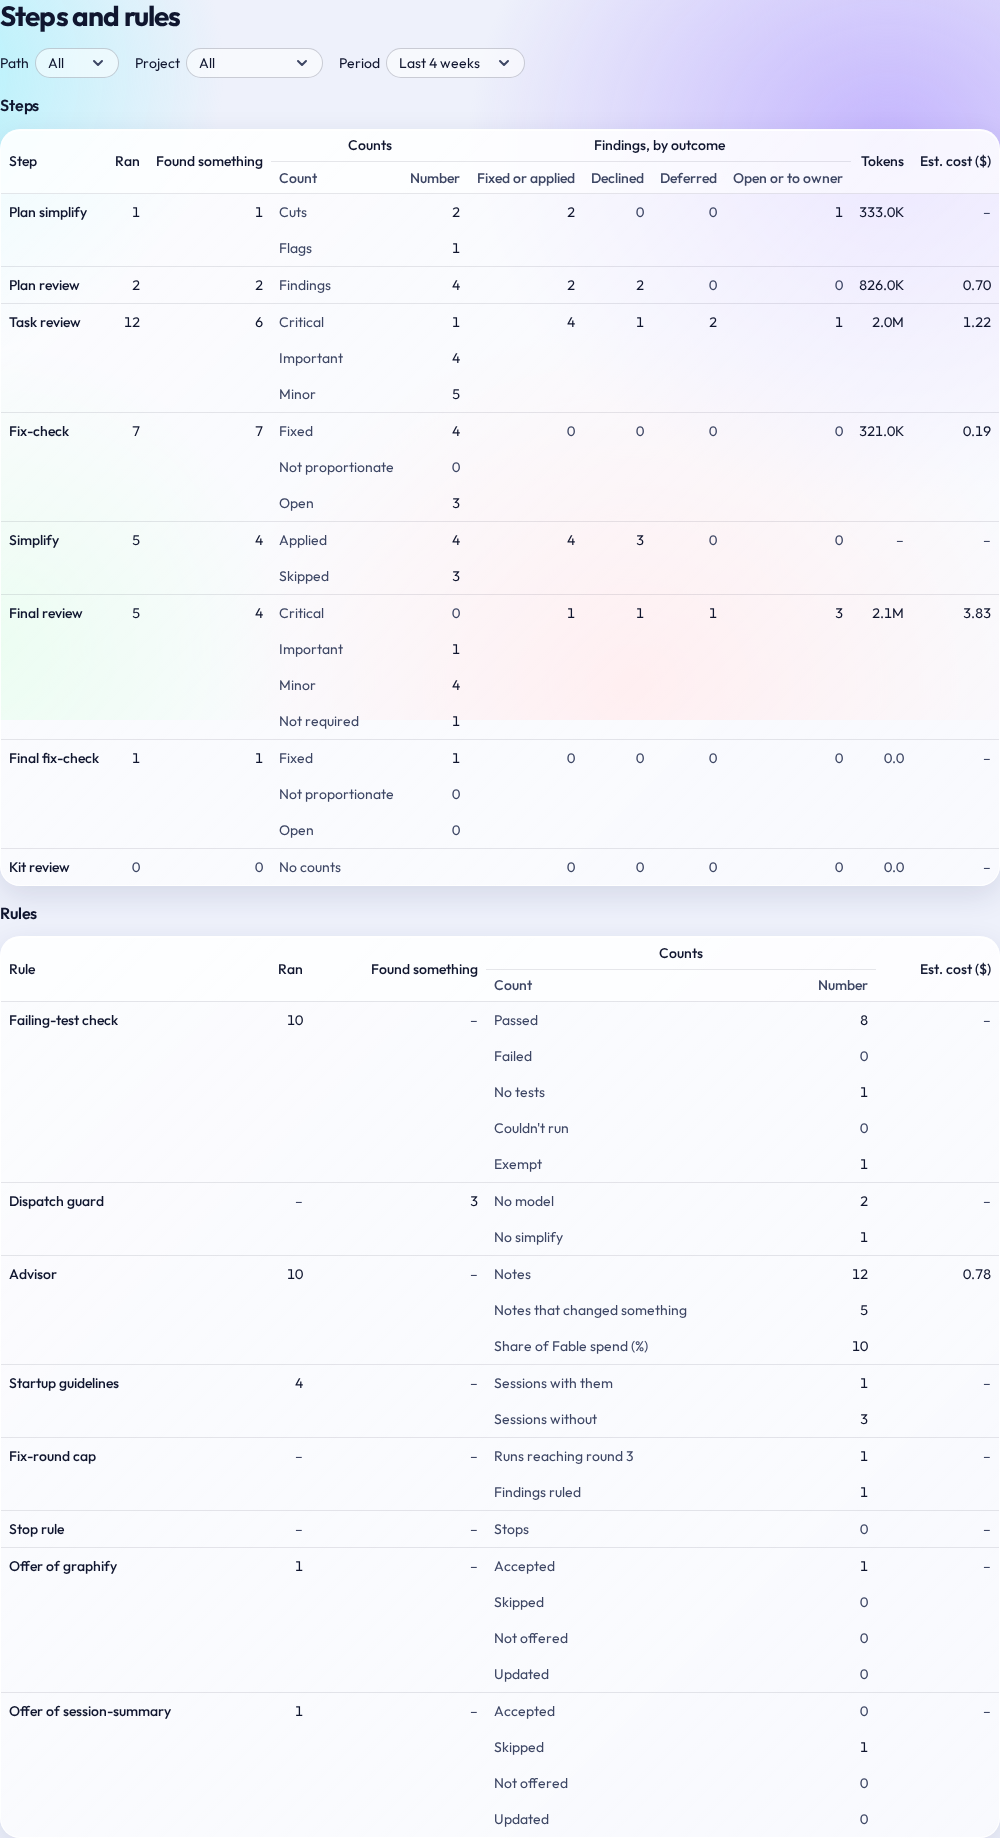 Steps and rules
Path All Project All Period Last 4 weeks
Steps
Counts Findings, by outcome
Step Ran Found something Tokens Est. cost ($)
Count Number Fixed or applied Declined Deferred Open or to owner
Plan simplify 1 1 Cuts 2 2 0 0 1 333.0K –
Flags 1
Plan review 2 2 Findings 4 2 2 0 0 826.0K 0.70
Task review 12 6 Critical 1 4 1 2 1 2.0M 1.22
Important 4
Minor 5
Fix-check 7 7 Fixed 4 0 0 0 0 321.0K 0.19
Not proportionate 0
Open 3
Simplify 5 4 Applied 4 4 3 0 0 – –
Skipped 3
Final review 5 4 Critical 0 1 1 1 3 2.1M 3.83
Important 1
Minor 4
Not required 1
Final fix-check 1 1 Fixed 1 0 0 0 0 0.0 –
Not proportionate 0
Open 0
Kit review 0 0 No counts 0 0 0 0 0.0 –
Rules
Counts
Rule Ran Found something Est. cost ($)
Count Number
Failing-test check 10 – Passed 8 –
Failed 0
No tests 1
Couldn't run 0
Exempt 1
Dispatch guard – 3 No model 2 –
No simplify 1
Advisor 10 – Notes 12 0.78
Notes that changed something 5
Share of Fable spend (%) 10
Startup guidelines 4 – Sessions with them 1 –
Sessions without 3
Fix-round cap – – Runs reaching round 3 1 –
Findings ruled 1
Stop rule – – Stops 0 –
Offer of graphify 1 – Accepted 1 –
Skipped 0
Not offered 0
Updated 0
Offer of session-summary 1 – Accepted 0 –
Skipped 1
Not offered 0
Updated 0